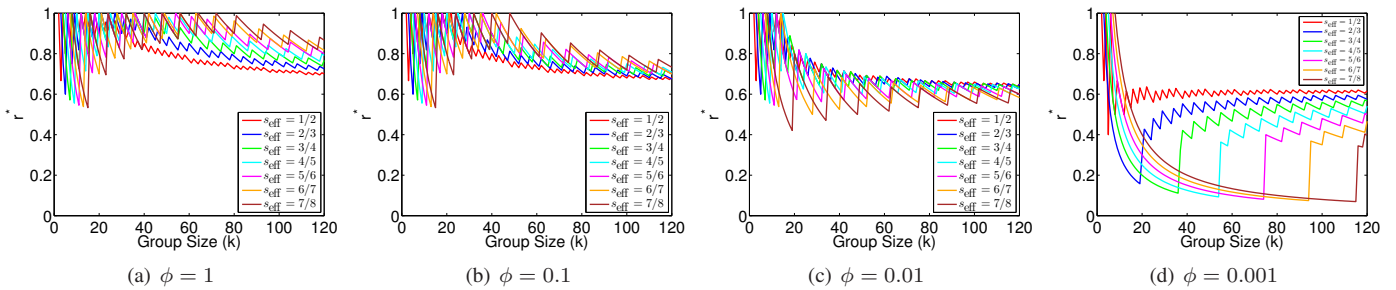 1
0.8
0.6
0.4
0.2
0
r*
0 20 40 60 80 100 120
Group Size (k)
s_eff = 1/2
s_eff = 2/3
s_eff = 3/4
s_eff = 4/5
s_eff = 5/6
s_eff = 6/7
s_eff = 7/8
(a) ϕ = 1
1
0.8
0.6
0.4
0.2
0
r*
0 20 40 60 80 100 120
Group Size (k)
s_eff = 1/2
s_eff = 2/3
s_eff = 3/4
s_eff = 4/5
s_eff = 5/6
s_eff = 6/7
s_eff = 7/8
(b) ϕ = 0.1
1
0.8
0.6
0.4
0.2
0
r*
0 20 40 60 80 100 120
Group Size (k)
s_eff = 1/2
s_eff = 2/3
s_eff = 3/4
s_eff = 4/5
s_eff = 5/6
s_eff = 6/7
s_eff = 7/8
(c) ϕ = 0.01
1
0.8
0.6
0.4
0.2
0
r*
0 20 40 60 80 100 120
Group Size (k)
s_eff = 1/2
s_eff = 2/3
s_eff = 3/4
s_eff = 4/5
s_eff = 5/6
s_eff = 6/7
s_eff = 7/8
(d) ϕ = 0.001